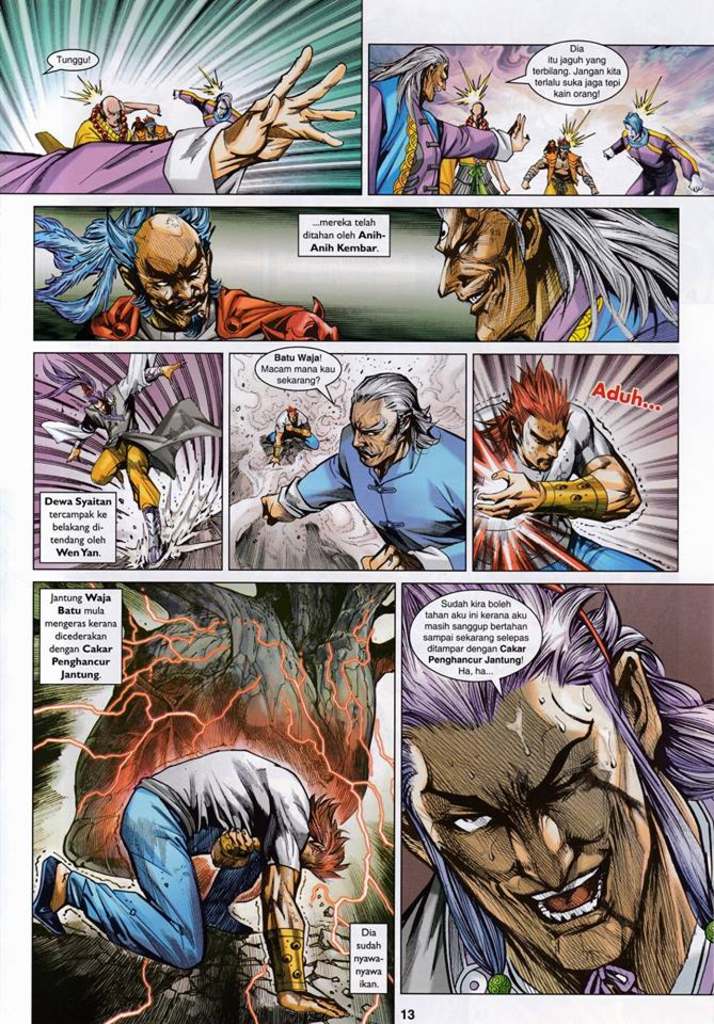 Tunggu!
Dia
itu jaguh yang
terbilang. Jangan kita
terlalu suka jaga tepi
kain orang!
...mereka telah
ditahan oleh Anih-
Anih Kembar.
Dewa Syaitan
tercampak ke
belakang di-
tendang oleh
Wen Yan.
Batu Waja!
Macam mana kau
sekarang?
Aduh...
Jantung Waja
Batu mula
mengeras kerana
dicederakan
dengan Cakar
Penghancur
Jantung.
Dia
sudah
nyawa-
nyawa
ikan.
Sudah kira boleh
tahan aku ini kerana aku
masih sanggup bertahan
sampai sekarang selepas
ditampar dengan Cakar
Penghancur Jantung!
Ha, ha...
13